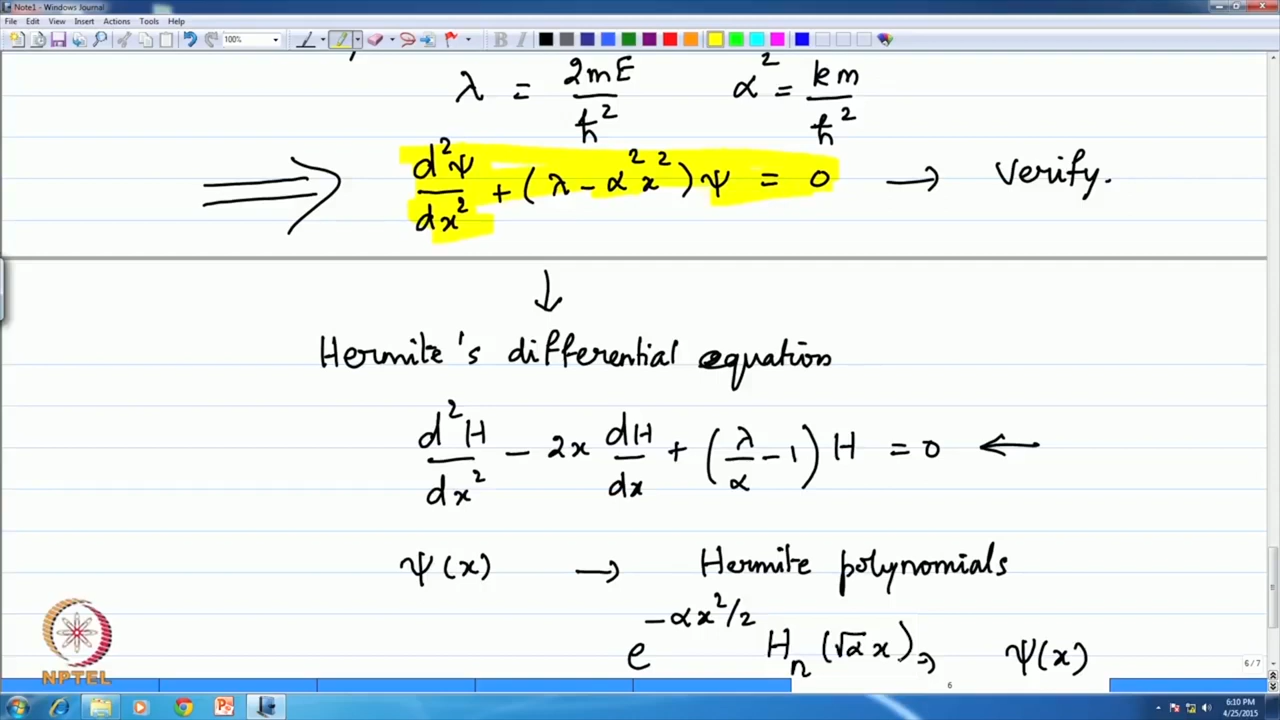 Note1 - Windows Journal
File Edit View Insert Actions Tools Help
100%
λ = 2mE/ħ² α² = km/ħ²
⟹ d²Ψ/dx² + (λ - α²x²)Ψ = 0 → Verify.
↓
Hermite's differential equation
d²H/dx² - 2x dH/dx + (λ/α - 1) H = 0 ←
Ψ(x) → Hermite polynomials
e^(-αx²/2) H_n(√α x) → Ψ(x)
NPTEL
6/7
6
6:10 PM
4/25/2015